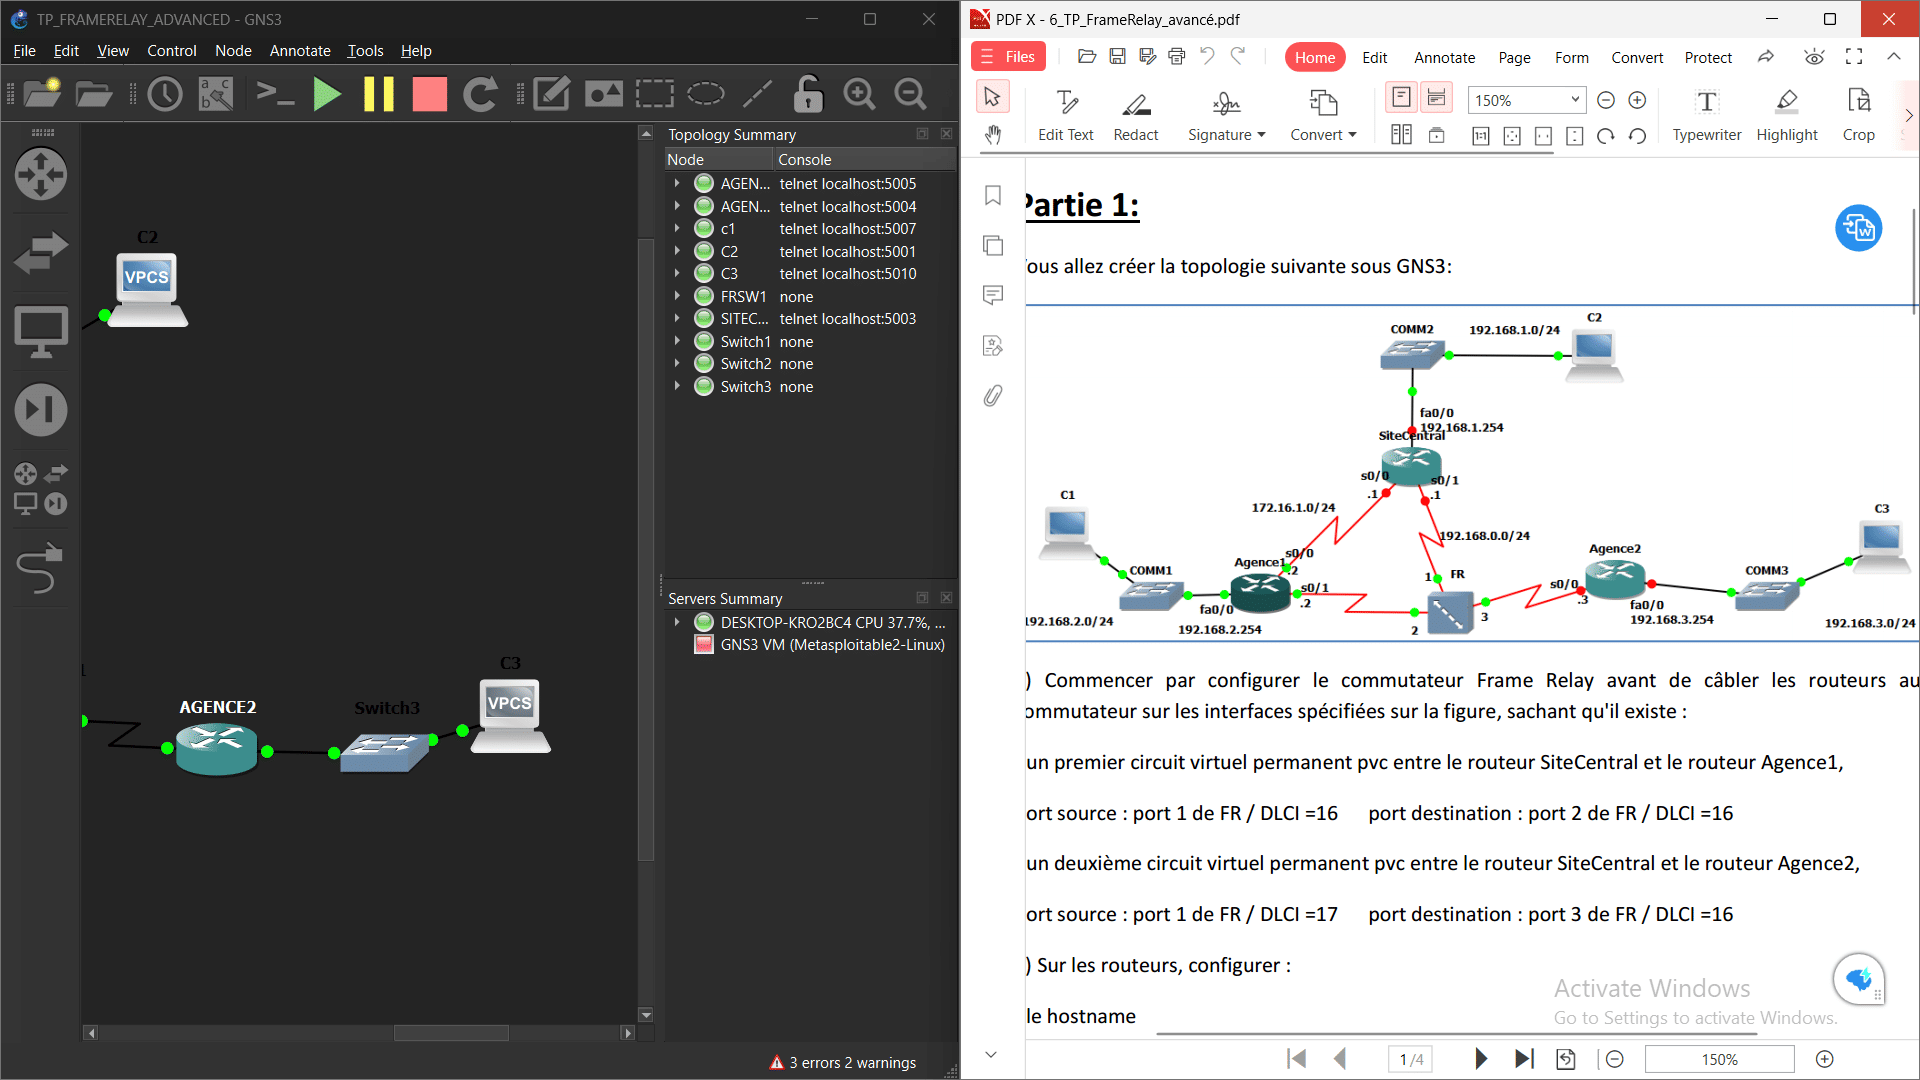 TP_FRAMERELAY_ADVANCED - GNS3
File Edit View Control Node Annotate Tools Help
C2
VPCS
AGENCE2
Switch3
C3
VPCS
Topology Summary
Node Console
AGEN... telnet localhost:5005
AGEN... telnet localhost:5004
c1 telnet localhost:5007
C2 telnet localhost:5001
C3 telnet localhost:5010
FRSW1 none
SITEC... telnet localhost:5003
Switch1 none
Switch2 none
Switch3 none
Servers Summary
DESKTOP-KRO2BC4 CPU 37.7%, ...
GNS3 VM (Metasploitable2-Linux)
3 errors 2 warnings
PDF X - 6_TP_FrameRelay_avancé.pdf
Files Home Edit Annotate Page Form Convert Protect
Edit Text Redact Signature Convert 150% Typewriter Highlight Crop
Partie 1:
Vous allez créer la topologie suivante sous GNS3:
COMM2
192.168.1.0/24
C2
fa0/0
192.168.1.254
SiteCentral
s0/0
s0/1
.1
.1
172.16.1.0/24
192.168.0.0/24
C1
C3
COMM1
Agence1
s0/0
.2
s0/1
.2
1
FR
Agence2
s0/0
.3
COMM3
fa0/0
192.168.2.254
192.168.2.0/24
2
3
fa0/0
192.168.3.254
192.168.3.0/24
) Commencer par configurer le commutateur Frame Relay avant de câbler les routeurs au
ommutateur sur les interfaces spécifiées sur la figure, sachant qu'il existe :
un premier circuit virtuel permanent pvc entre le routeur SiteCentral et le routeur Agence1,
ort source : port 1 de FR / DLCI =16 port destination : port 2 de FR / DLCI =16
un deuxième circuit virtuel permanent pvc entre le routeur SiteCentral et le routeur Agence2,
ort source : port 1 de FR / DLCI =17 port destination : port 3 de FR / DLCI =16
) Sur les routeurs, configurer :
le hostname
Activate Windows
Go to Settings to activate Windows.
1/4
150%